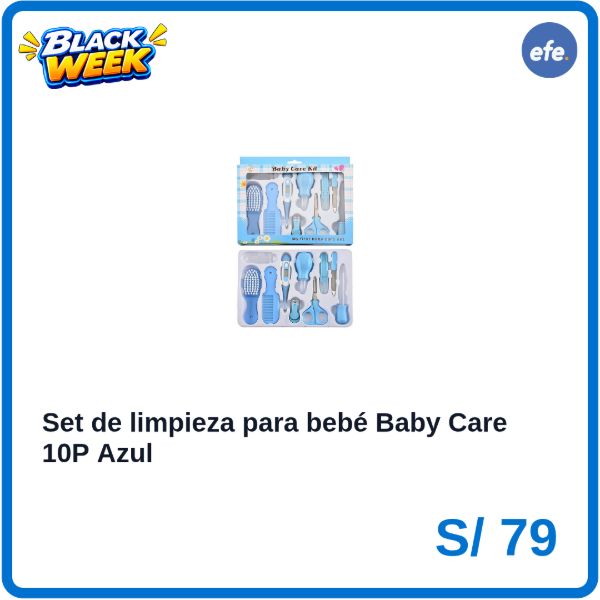 BLACK
WEEK
efe.
Baby Care Kit
Set de limpieza para bebé Baby Care
10P Azul
S/ 79